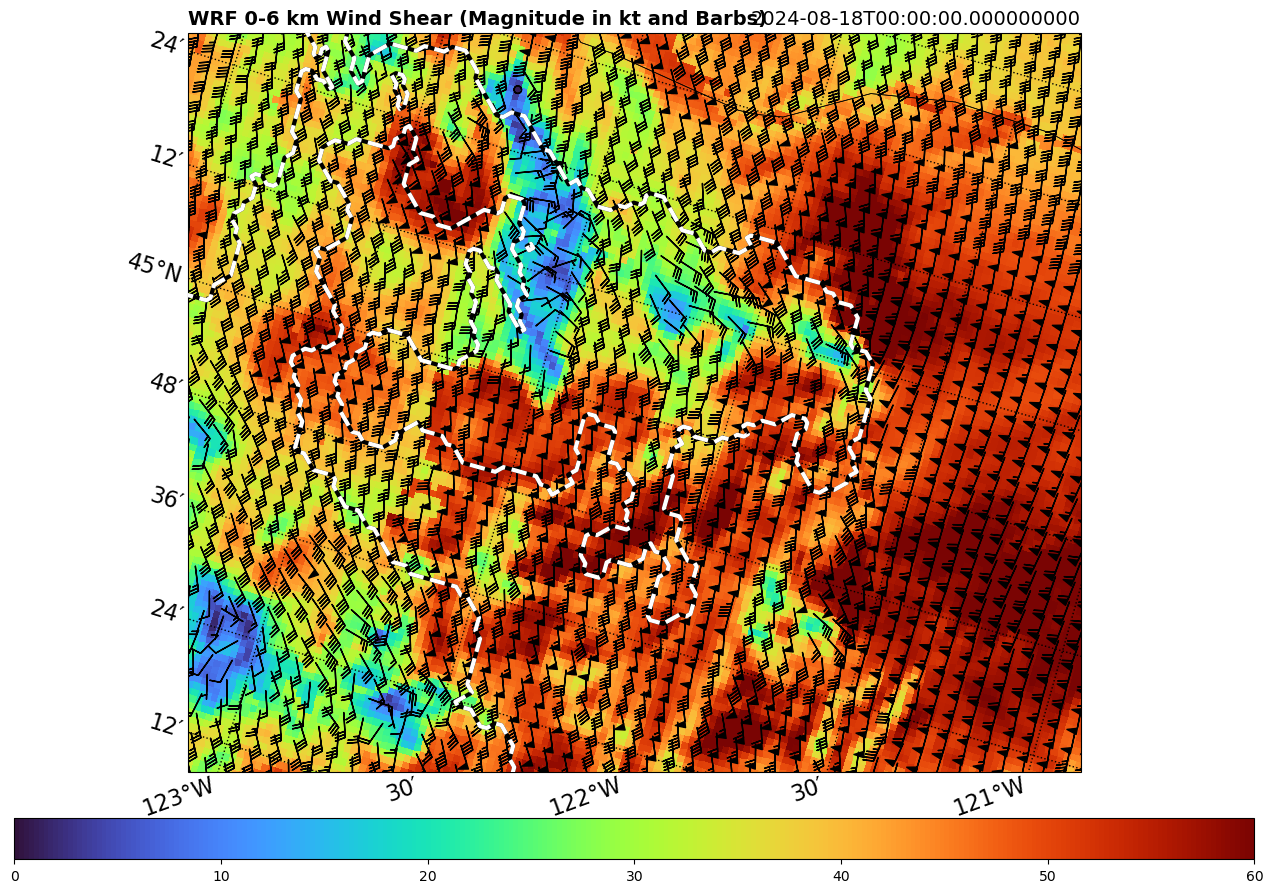 WRF 0-6 km Wind Shear (Magnitude in kt and Barbs)
2024-08-18T00:00:00.000000000
24′
12′
45°N
48′
36′
24′
12′
123°W
30′
122°W
30′
121°W
0
10
20
30
40
50
60